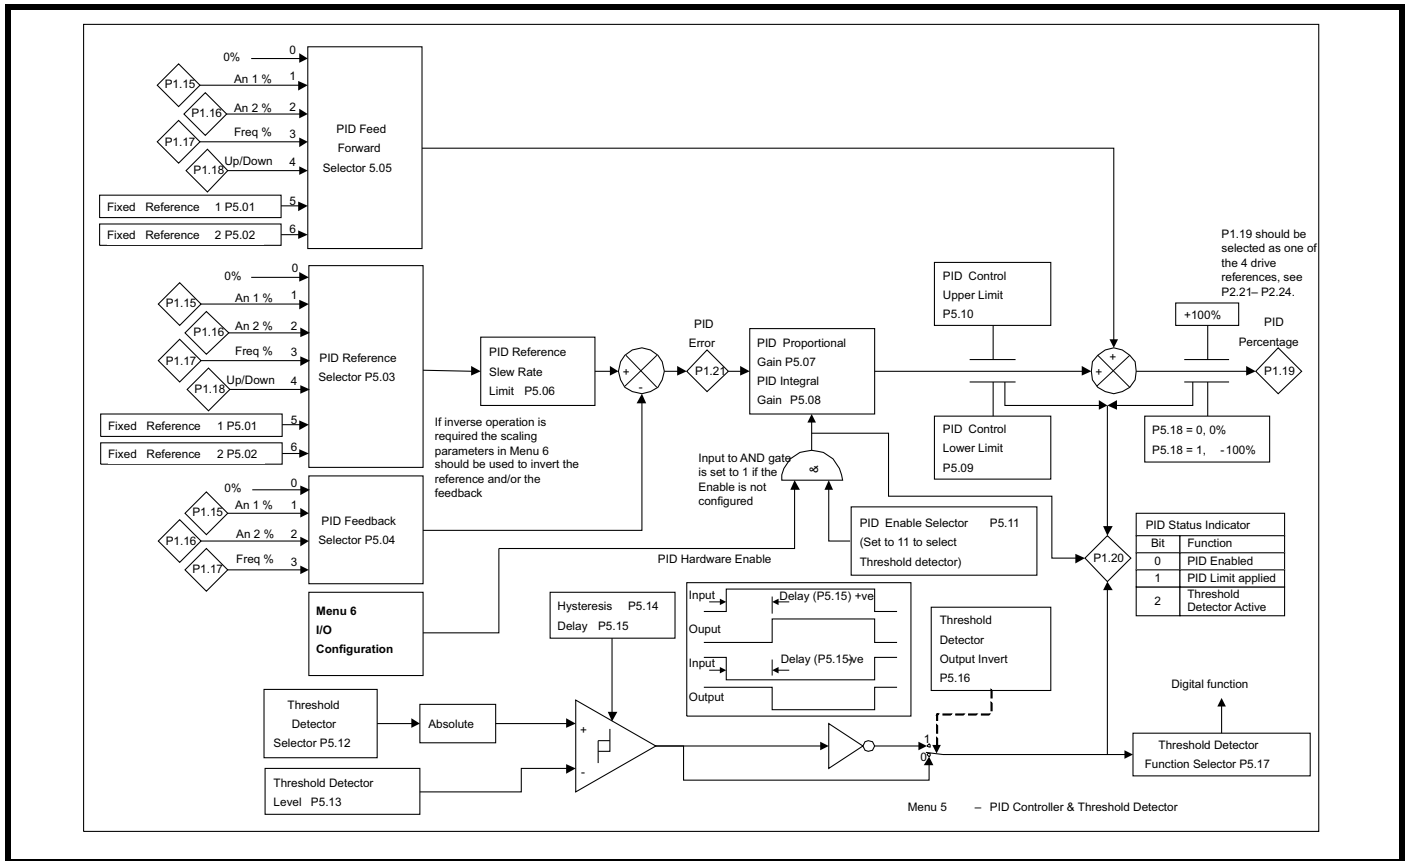 0% 0
P1.15 An 1 % 1
P1.16 An 2 % 2
P1.17 Freq % 3
P1.18 Up/Down 4
Fixed Reference 1 P5.01 5
Fixed Reference 2 P5.02 6
PID Feed
Forward
Selector 5.05
0% 0
P1.15 An 1 % 1
P1.16 An 2 % 2
P1.17 Freq % 3
P1.18 Up/Down 4
Fixed Reference 1 P5.01 5
Fixed Reference 2 P5.02 6
PID Reference
Selector P5.03
PID Reference
Slew Rate
Limit P5.06
+
-
PID
Error
P1.21
PID Proportional
Gain P5.07
PID Integral
Gain P5.08
PID Control
Upper Limit
P5.10
PID Control
Lower Limit
P5.09
+
+
P1.19 should be
selected as one of
the 4 drive
references, see
P2.21– P2.24.
+100%
PID
Percentage
P1.19
P5.18 = 0, 0%
P5.18 = 1, -100%
If inverse operation is
required the scaling
parameters in Menu 6
should be used to invert the
reference and/or the
feedback
Input to AND gate
is set to 1 if the
Enable is not
configured
&
0% 0
P1.15 An 1 % 1
P1.16 An 2 % 2
P1.17 Freq % 3
PID Feedback
Selector P5.04
PID Hardware Enable
PID Enable Selector P5.11
(Set to 11 to select
Threshold detector)
P1.20
PID Status Indicator
Bit Function
0 PID Enabled
1 PID Limit applied
2 Threshold
Detector Active
Menu 6
I/O
Configuration
Hysteresis P5.14
Delay P5.15
Input Delay (P5.15) +ve
Ouput
Input Delay (P5.15)-ve
Output
Threshold
Detector
Output Invert
P5.16
Threshold
Detector
Selector P5.12
Absolute
+
-
Threshold Detector
Level P5.13
1
0
Digital function
Threshold Detector
Function Selector P5.17
Menu 5 – PID Controller & Threshold Detector